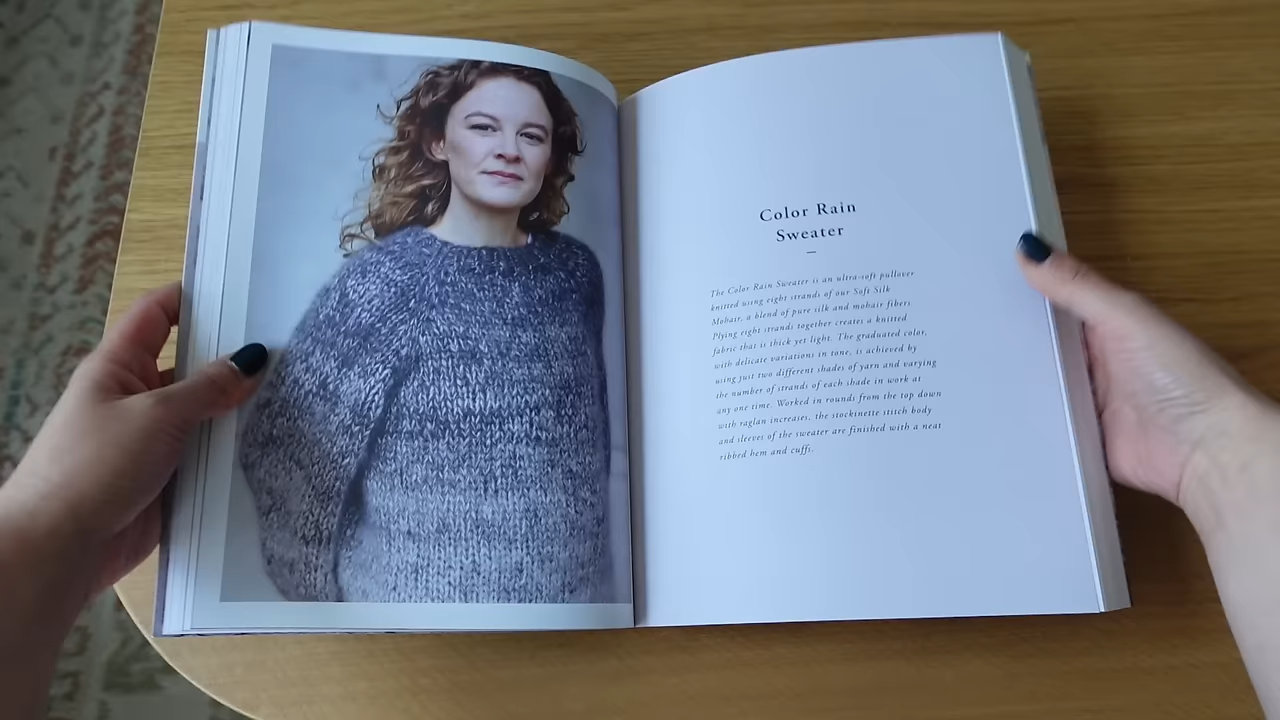 Color Rain
Sweater
The Color Rain Sweater is an ultra-soft pullover
knitted using eight strands of our Soft Silk
Mohair, a blend of pure silk and mohair fibers.
Plying eight strands together creates a knitted
fabric that is thick yet light. The graduated color,
with delicate variations in tone, is achieved by
using just two different shades of yarn and varying
the number of strands of each shade in work at
any one time. Worked in rounds from the top down
with raglan increases, the stockinette stitch body
and sleeves of the sweater are finished with a neat
ribbed hem and cuffs.